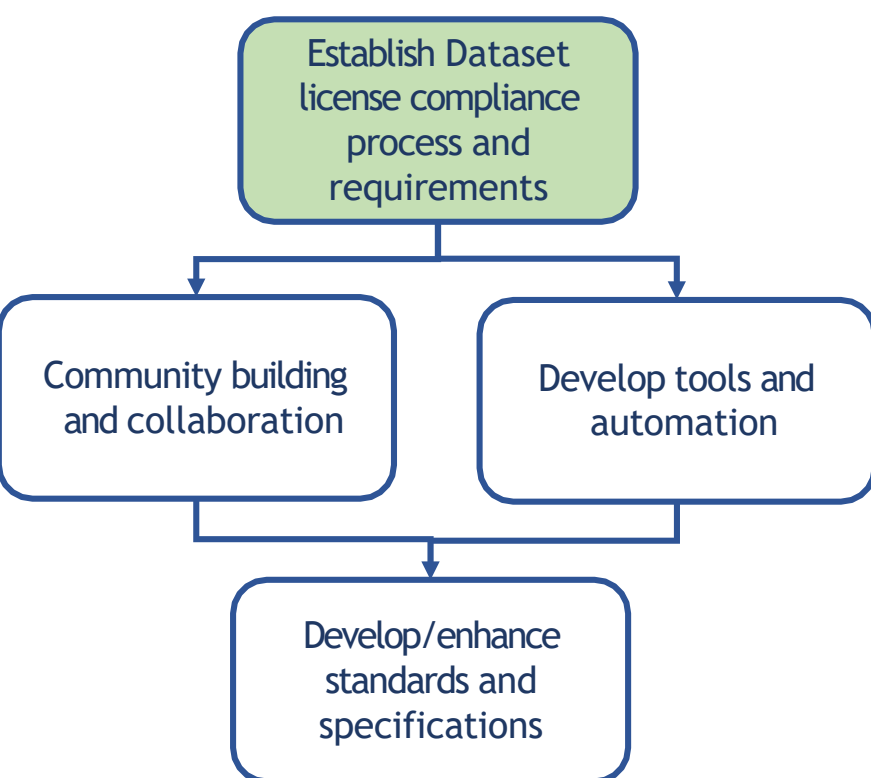 Establish Dataset
license compliance
process and
requirements
Community building
and collaboration
Develop tools and
automation
Develop/enhance
standards and
specifications